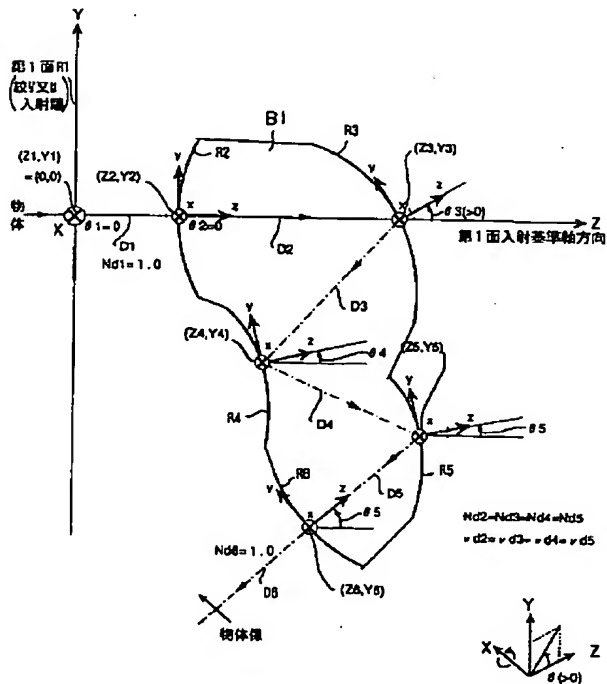 Y
第1面R1
(絞り又は
入射瞳)
(Z1,Y1)
=(0,0)
物体
X
θ1=0
D1
Nd1=1.0
(Z2,Y2)
y
x
z
θ2=0
R2
B1
R3
D2
(Z3,Y3)
y
x
z
θ3(>0)
Z
第1面入射基準軸方向
D3
(Z4,Y4)
y
x
z
θ4
R4
D4
(Z5,Y5)
y
x
z
θ5
R5
D5
R6
y
x
z
θ5
Nd6=1.0
(Z6,Y6)
D6
物体像
Nd2=Nd3=Nd4=Nd5
νd2=νd3=νd4=νd5
Y
X
Z
θ(>0)